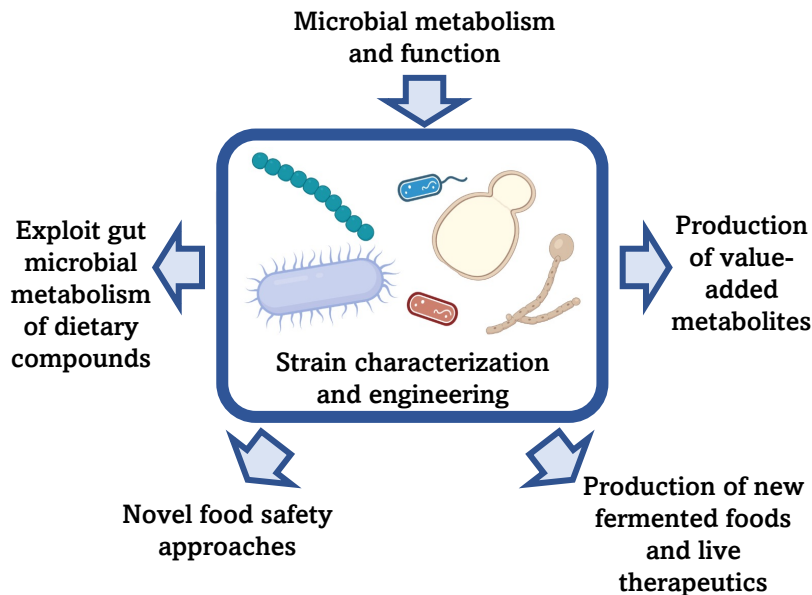 Microbial metabolism
and function
Exploit gut
microbial
metabolism
of dietary
compounds
Production
of value-
added
metabolites
Strain characterization
and engineering
Novel food safety
approaches
Production of new
fermented foods
and live
therapeutics